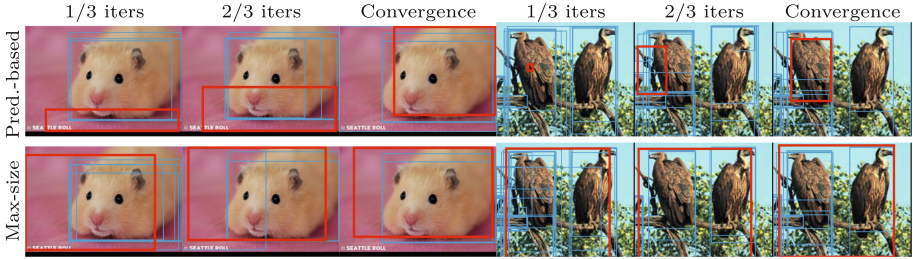 1/3 iters 2/3 iters Convergence 1/3 iters 2/3 iters Convergence
Pred.-based
© SEATTLE ROLL © SEATTLE ROLL © SEATTLE ROLL
Max-size
© SEATTLE ROLL © SEATTLE ROLL © SEATTLE ROLL